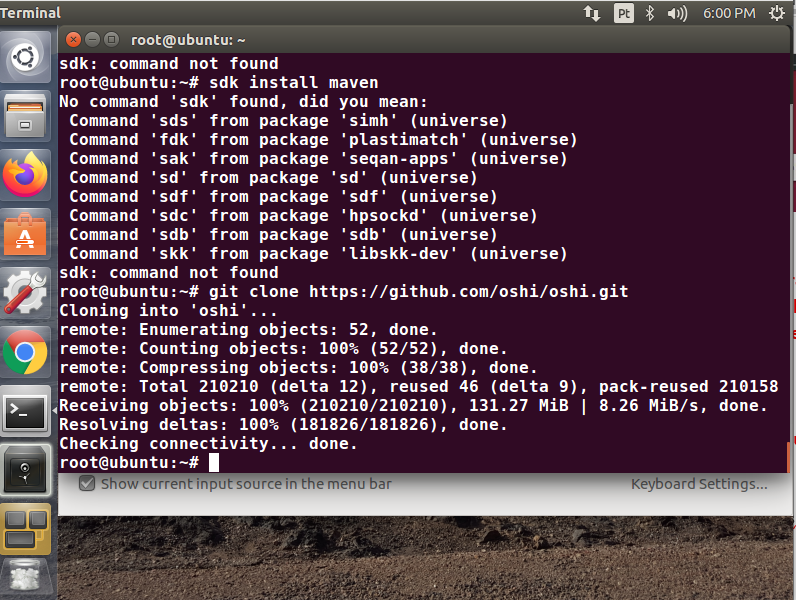 Terminal
Pt
6:00 PM
root@ubuntu: ~
sdk: command not found
root@ubuntu:~# sdk install maven
No command 'sdk' found, did you mean:
 Command 'sds' from package 'simh' (universe)
 Command 'fdk' from package 'plastimatch' (universe)
 Command 'sak' from package 'seqan-apps' (universe)
 Command 'sd' from package 'sd' (universe)
 Command 'sdf' from package 'sdf' (universe)
 Command 'sdc' from package 'hpsockd' (universe)
 Command 'sdb' from package 'sdb' (universe)
 Command 'skk' from package 'libskk-dev' (universe)
sdk: command not found
root@ubuntu:~# git clone https://github.com/oshi/oshi.git
Cloning into 'oshi'...
remote: Enumerating objects: 52, done.
remote: Counting objects: 100% (52/52), done.
remote: Compressing objects: 100% (38/38), done.
remote: Total 210210 (delta 12), reused 46 (delta 9), pack-reused 210158
Receiving objects: 100% (210210/210210), 131.27 MiB | 8.26 MiB/s, done.
Resolving deltas: 100% (181826/181826), done.
Checking connectivity... done.
root@ubuntu:~#
Show current input source in the menu bar
Keyboard Settings...